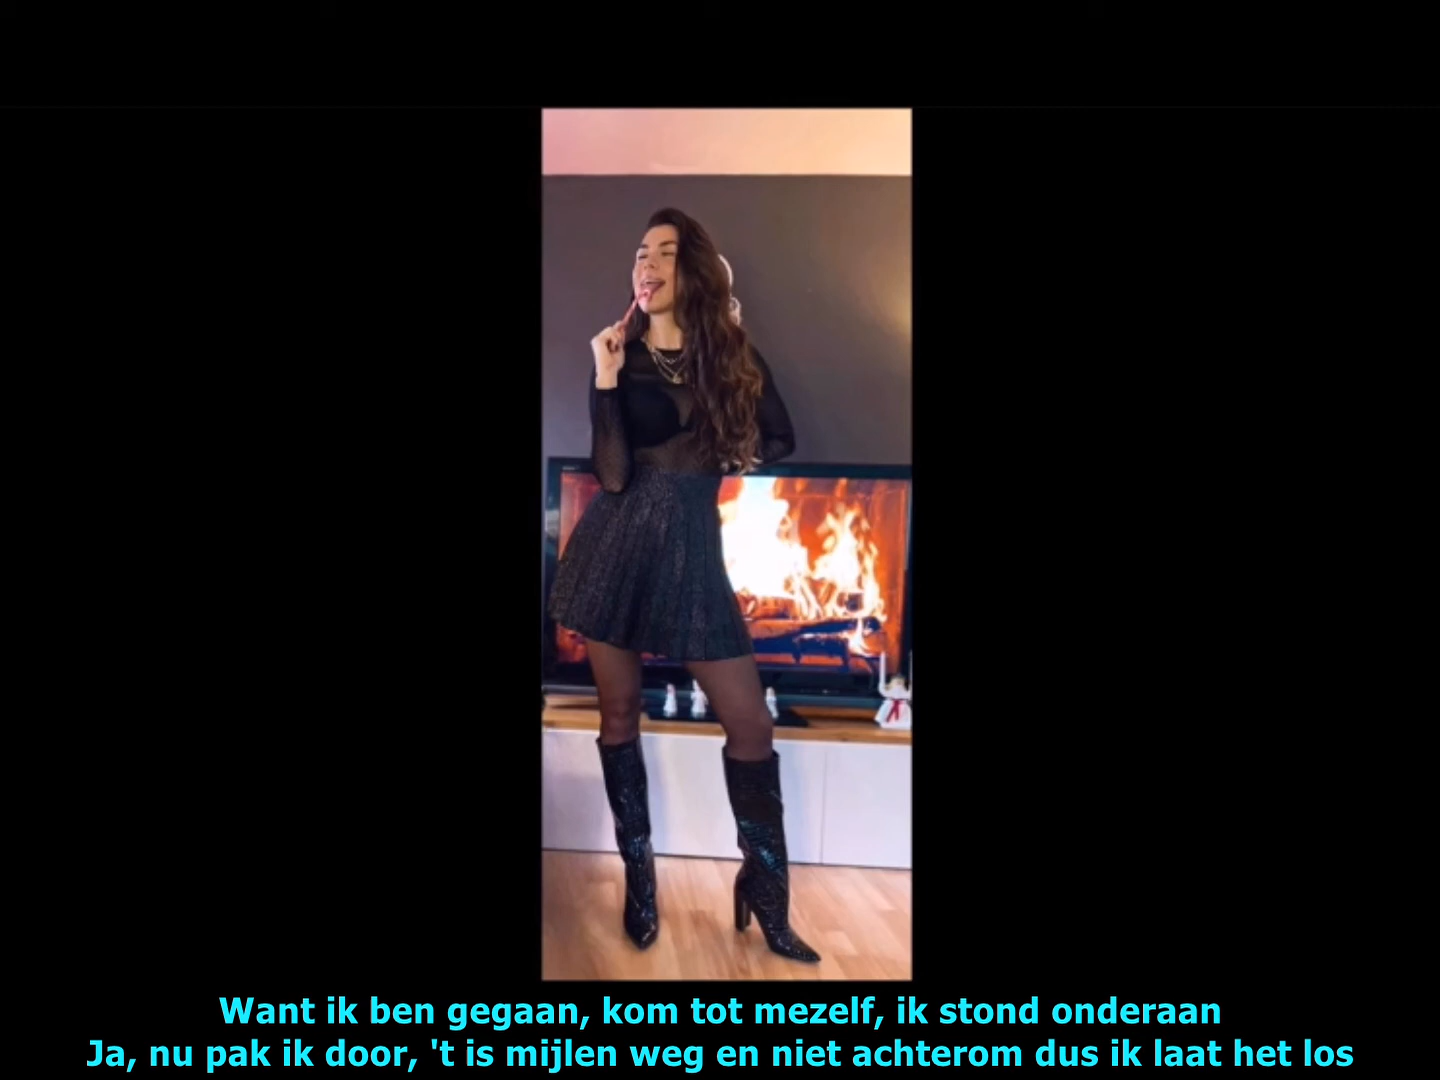 Want ik ben gegaan, kom tot mezelf, ik stond onderaan
Ja, nu pak ik door, 't is mijlen weg en niet achterom dus ik laat het los